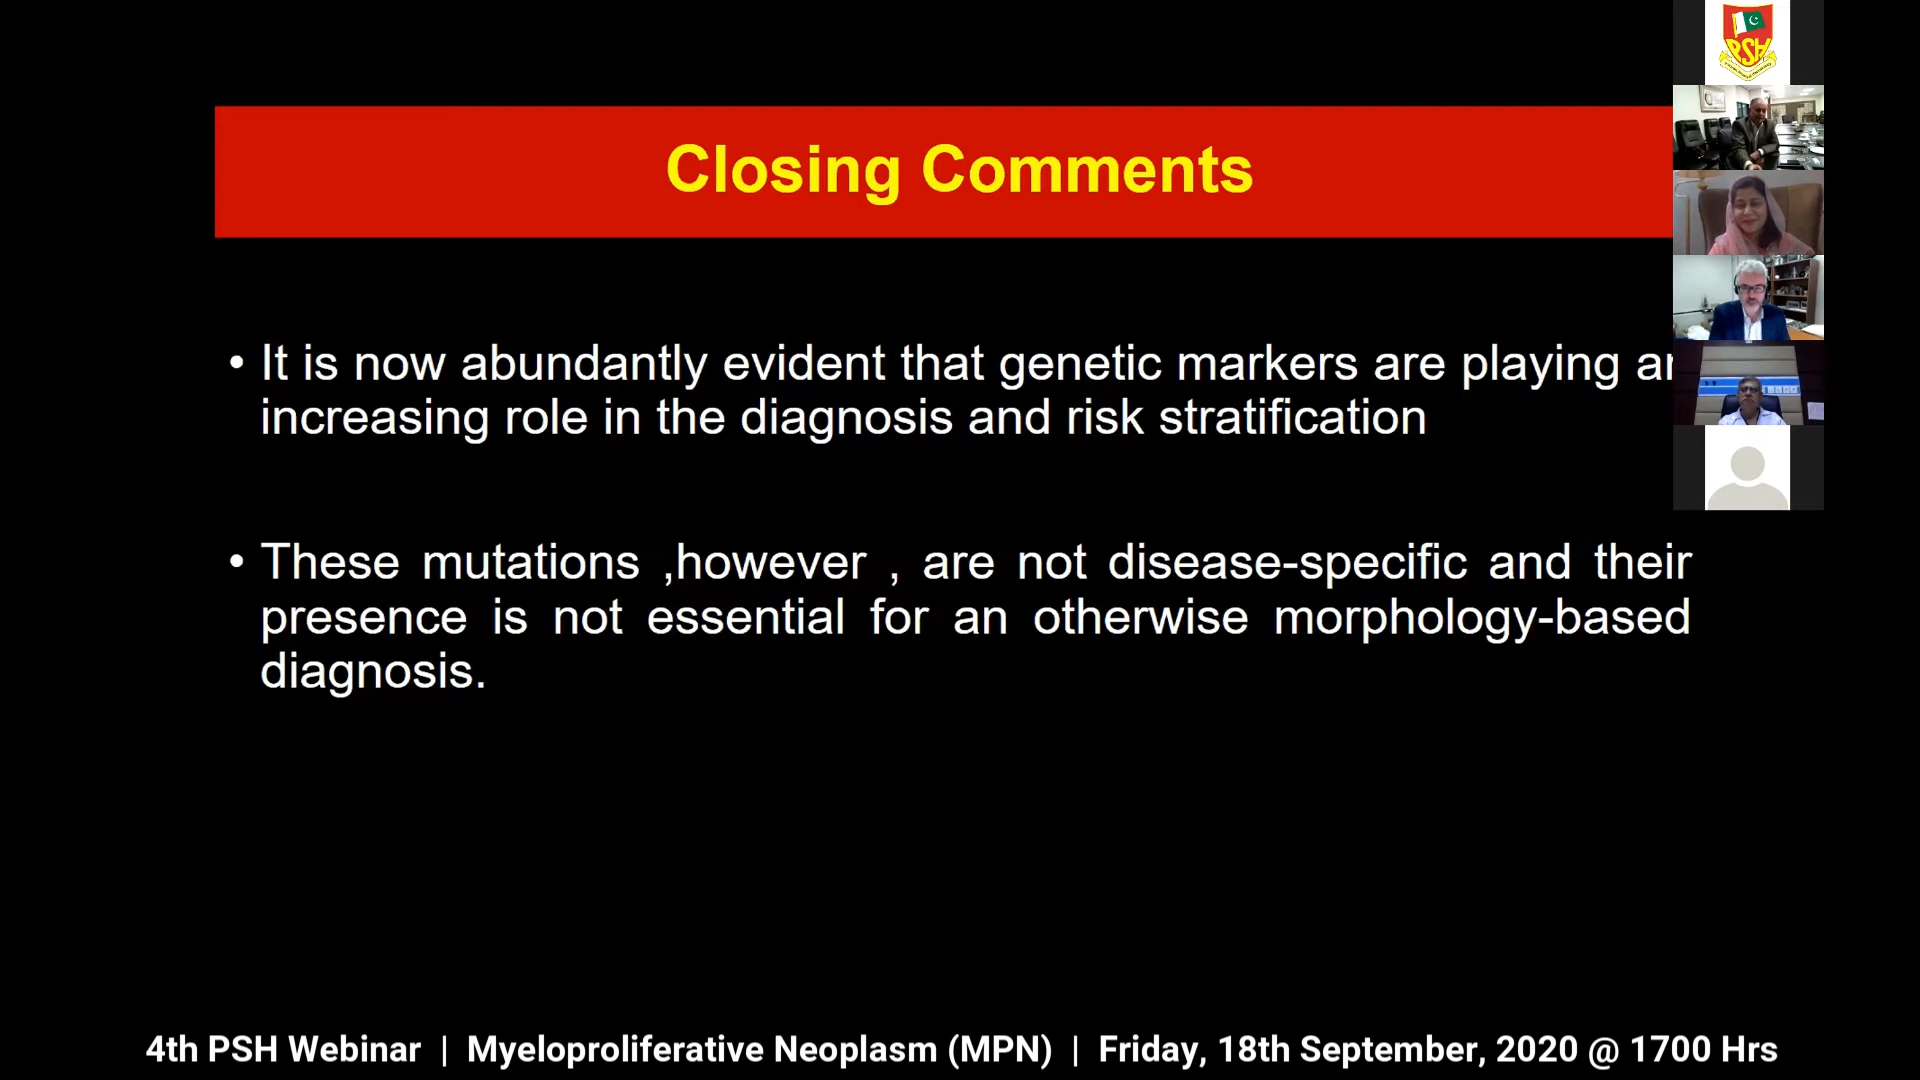 PSH
Closing Comments
• It is now abundantly evident that genetic markers are playing an
increasing role in the diagnosis and risk stratification
• These mutations ,however , are not disease-specific and their
presence is not essential for an otherwise morphology-based
diagnosis.
4th PSH Webinar | Myeloproliferative Neoplasm (MPN) | Friday, 18th September, 2020 @ 1700 Hrs